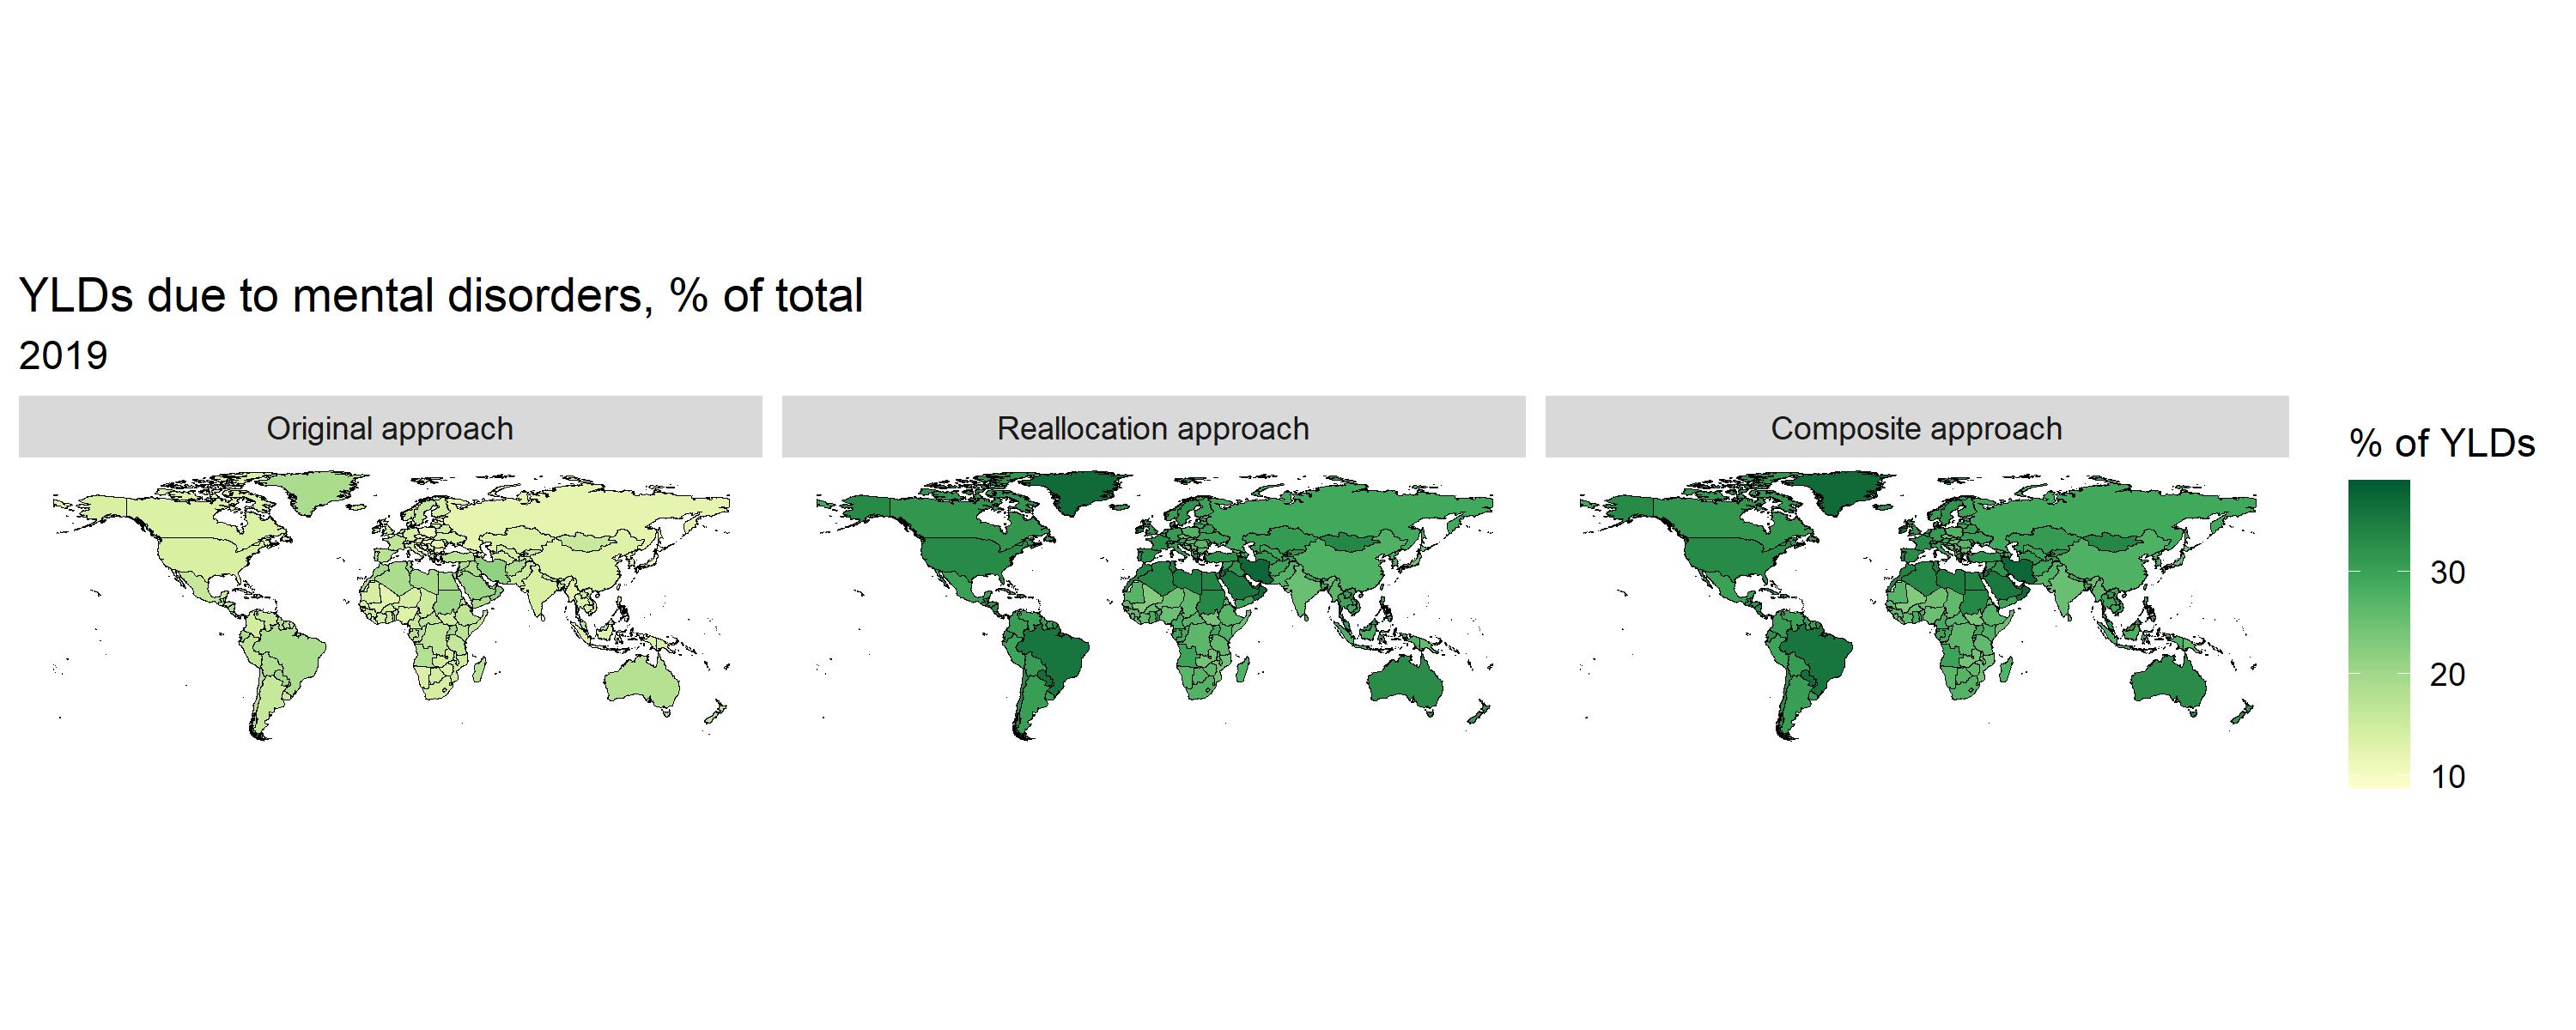 YLDs due to mental disorders, % of total
2019
Original approach
Reallocation approach
Composite approach
% of YLDs
30
20
10